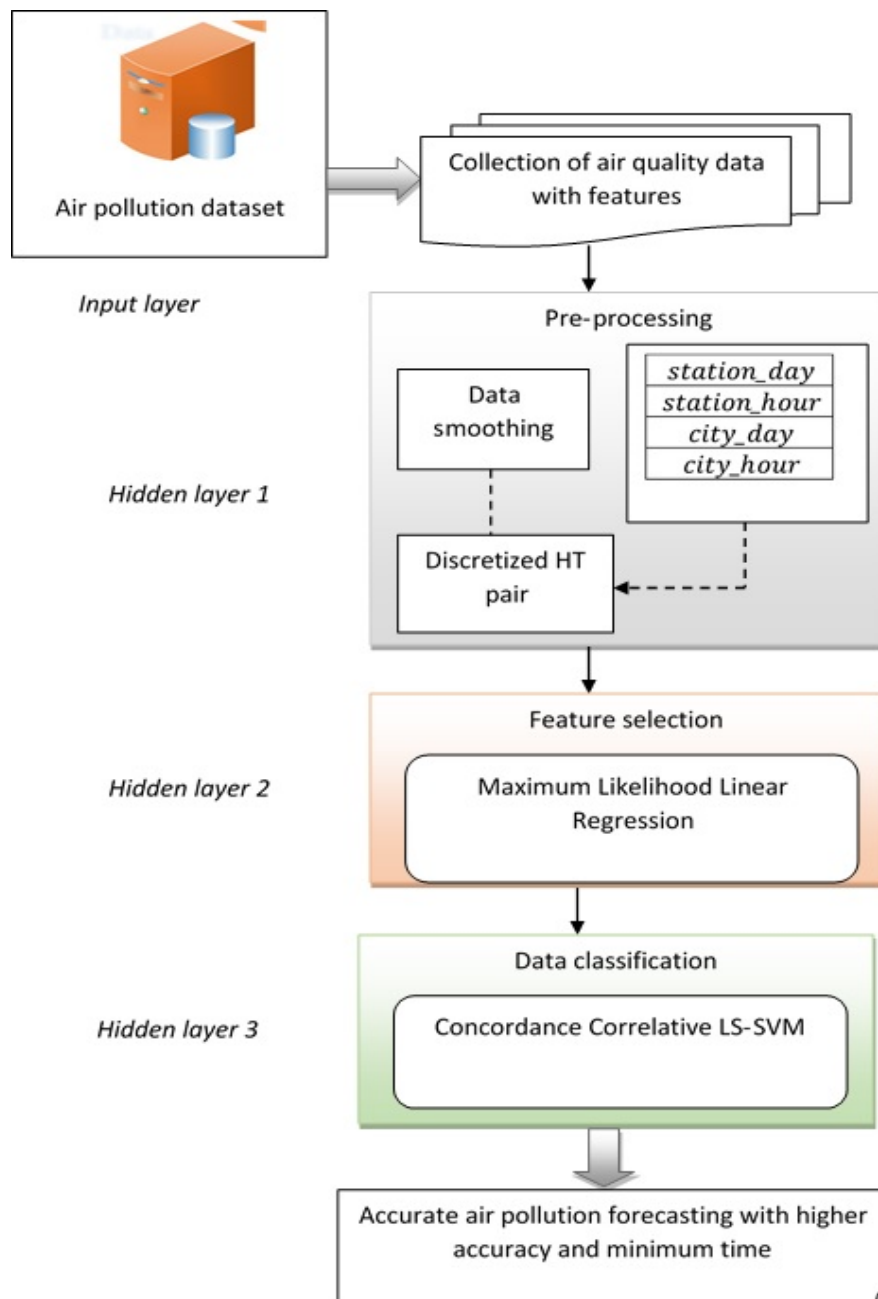 Data
Air pollution dataset
Collection of air quality data
with features
Input layer
Pre-processing
Data
smoothing
station_day
station_hour
city_day
city_hour
Hidden layer 1
Discretized HT
pair
Feature selection
Hidden layer 2
Maximum Likelihood Linear
Regression
Data classification
Hidden layer 3
Concordance Correlative LS-SVM
Accurate air pollution forecasting with higher
accuracy and minimum time